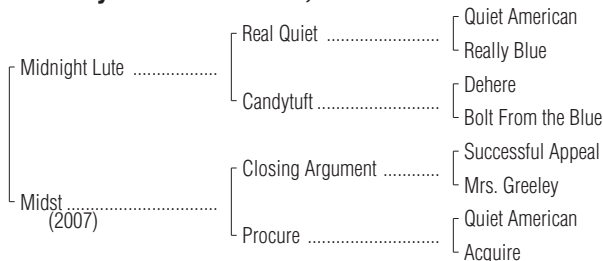 Quiet American
Real Quiet ........................
Really Blue
Midnight Lute ..................
Dehere
Candytuft ..........................
Bolt From the Blue
Successful Appeal
Closing Argument ............
Mrs. Greeley
Midst ................................
(2007)
Quiet American
Procure ............................
Acquire